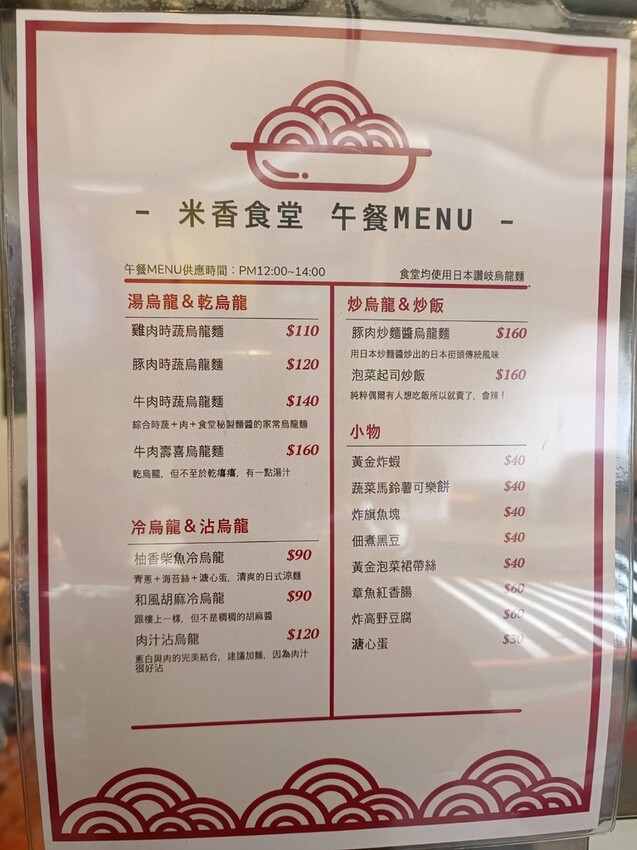 - 米香食堂 午餐MENU -
午餐MENU供應時間：PM12:00~14:00
食堂均使用日本讚岐烏龍麵
湯烏龍＆乾烏龍
雞肉時蔬烏龍麵 $110
豚肉時蔬烏龍麵 $120
牛肉時蔬烏龍麵 $140
綜合時蔬＋肉＋食堂秘製麵醬的家常烏龍麵
牛肉壽喜烏龍麵 $160
乾烏龍，但不至於乾癟癟，有一點湯汁
冷烏龍＆沾烏龍
柚香柴魚冷烏龍 $90
青蔥＋海苔絲＋溏心蛋，清爽的日式涼麵
和風胡麻冷烏龍 $90
跟樓上一樣，但不是稠稠的胡麻醬
肉汁沾烏龍 $120
蔥白與肉的完美結合，建議加麵，因為肉汁
很好沾
炒烏龍＆炒飯
豚肉炒麵醬烏龍麵 $160
用日本炒麵醬炒出的日本街頭傳統風味
泡菜起司炒飯 $160
純粹偶爾有人想吃飯所以就賣了，會辣！
小物
黃金炸蝦 $40
蔬菜馬鈴薯可樂餅 $40
炸旗魚塊 $40
佃煮黑豆 $40
黃金泡菜裙帶絲 $40
章魚紅香腸 $60
炸高野豆腐 $60
溏心蛋 $30